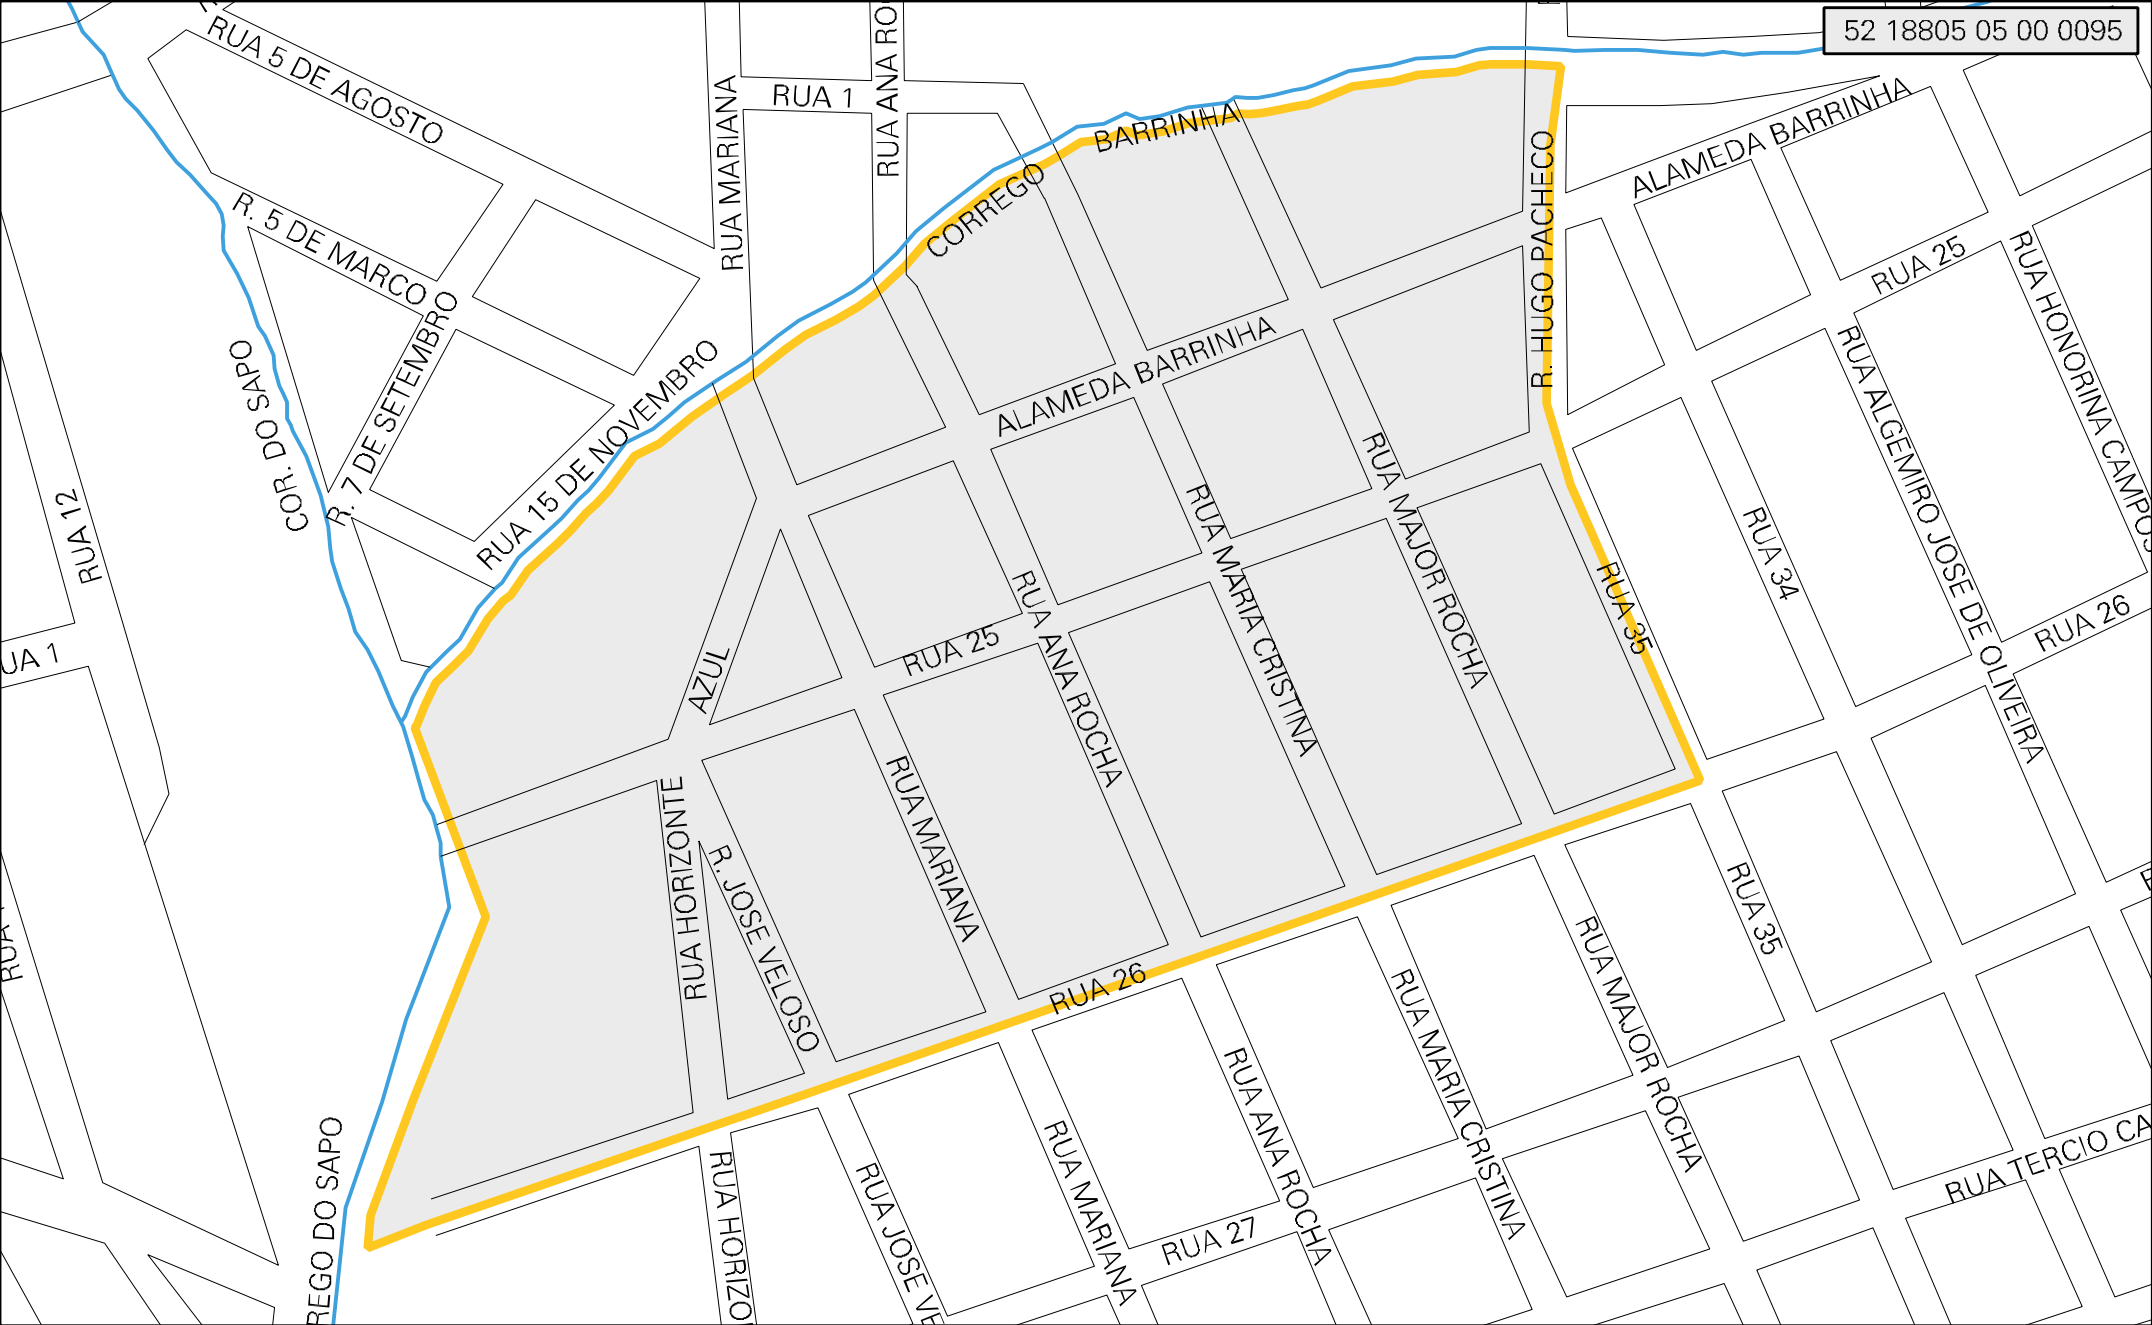 52 18805 05 00 0095
RUA 5 DE AGOSTO
RUA MARIANA
RUA 1
RUA ANA RO
CORREGO
BARRINHA
R. HUGO PACHECO
ALAMEDA BARRINHA
RUA 25
RUA HONORINA CAMPOS
R. 5 DE MARCO
R. 7 DE SETEMBRO
COR. DO SAPO
RUA 15 DE NOVEMBRO
ALAMEDA BARRINHA
RUA ALGEMIRO JOSE DE OLIVEIRA
RUA 12
UA 1
RUA MAJOR ROCHA
RUA MARIA CRISTINA
RUA 34
RUA 35
RUA 26
RUA ANA ROCHA
RUA 25
AZUL
RUA MARIANA
RUA HORIZONTE
R. JOSE VELOSO
RUA
RUA 26
RUA 35
RUA MAJOR ROCHA
RUA MARIA CRISTINA
RUA ANA ROCHA
RUA MARIANA
RUA TERCIO CA
RUA 27
RUA HORIZO
RUA JOSE VE
REGO DO SAPO